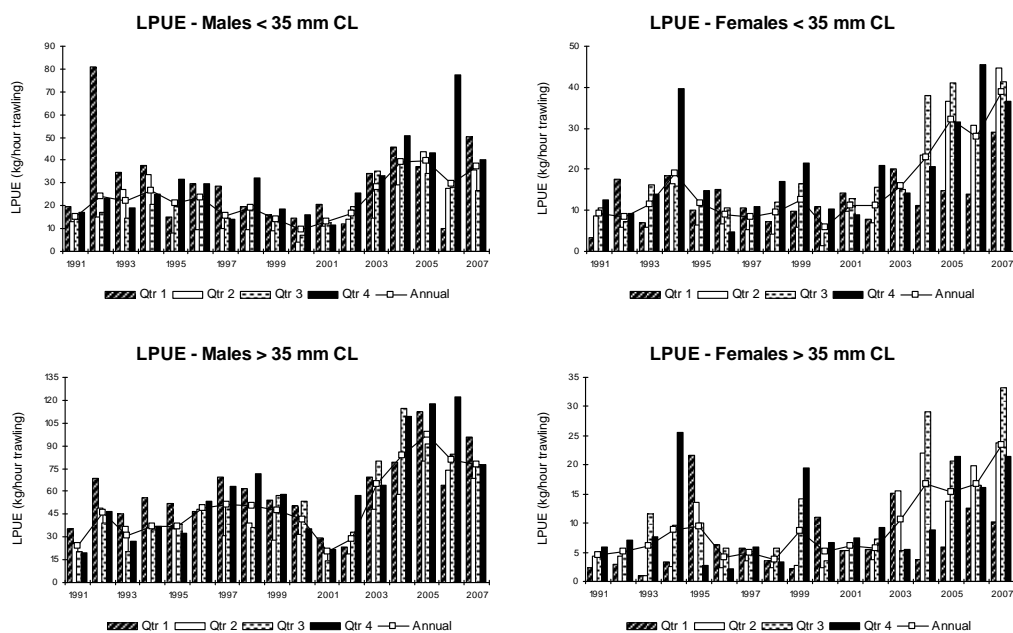 LPUE - Males < 35 mm CL
LPUE (kg/hour trawling)
90
80
70
60
50
40
30
20
10
0
1991 1993 1995 1997 1999 2001 2003 2005 2007
Qtr 1 Qtr 2 Qtr 3 Qtr 4 Annual
LPUE - Females < 35 mm CL
LPUE (kg/hour trawling)
50
40
30
20
10
0
1991 1993 1995 1997 1999 2001 2003 2005 2007
Qtr 1 Qtr 2 Qtr 3 Qtr 4 Annual
LPUE - Males > 35 mm CL
LPUE (kg/hour trawling)
135
120
105
90
75
60
45
30
15
0
1991 1993 1995 1997 1999 2001 2003 2005 2007
Qtr 1 Qtr 2 Qtr 3 Qtr 4 Annual
LPUE - Females > 35 mm CL
LPUE (kg/hour trawling)
35
30
25
20
15
10
5
0
1991 1993 1995 1997 1999 2001 2003 2005 2007
Qtr 1 Qtr 2 Qtr 3 Qtr 4 Annual